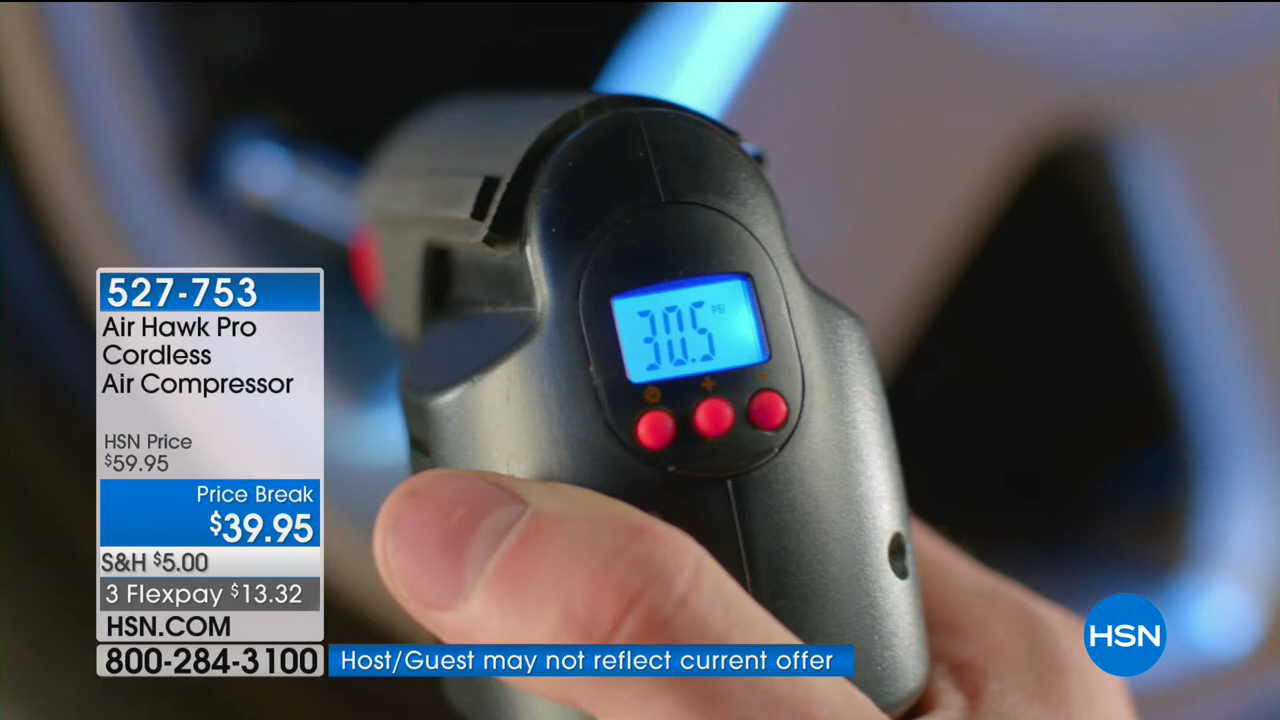 30.5 PSI
527-753
Air Hawk Pro
Cordless
Air Compressor
HSN Price
$59.95
Price Break
$39.95
S&H $5.00
3 Flexpay $13.32
HSN.COM
800-284-3100
Host/Guest may not reflect current offer
HSN